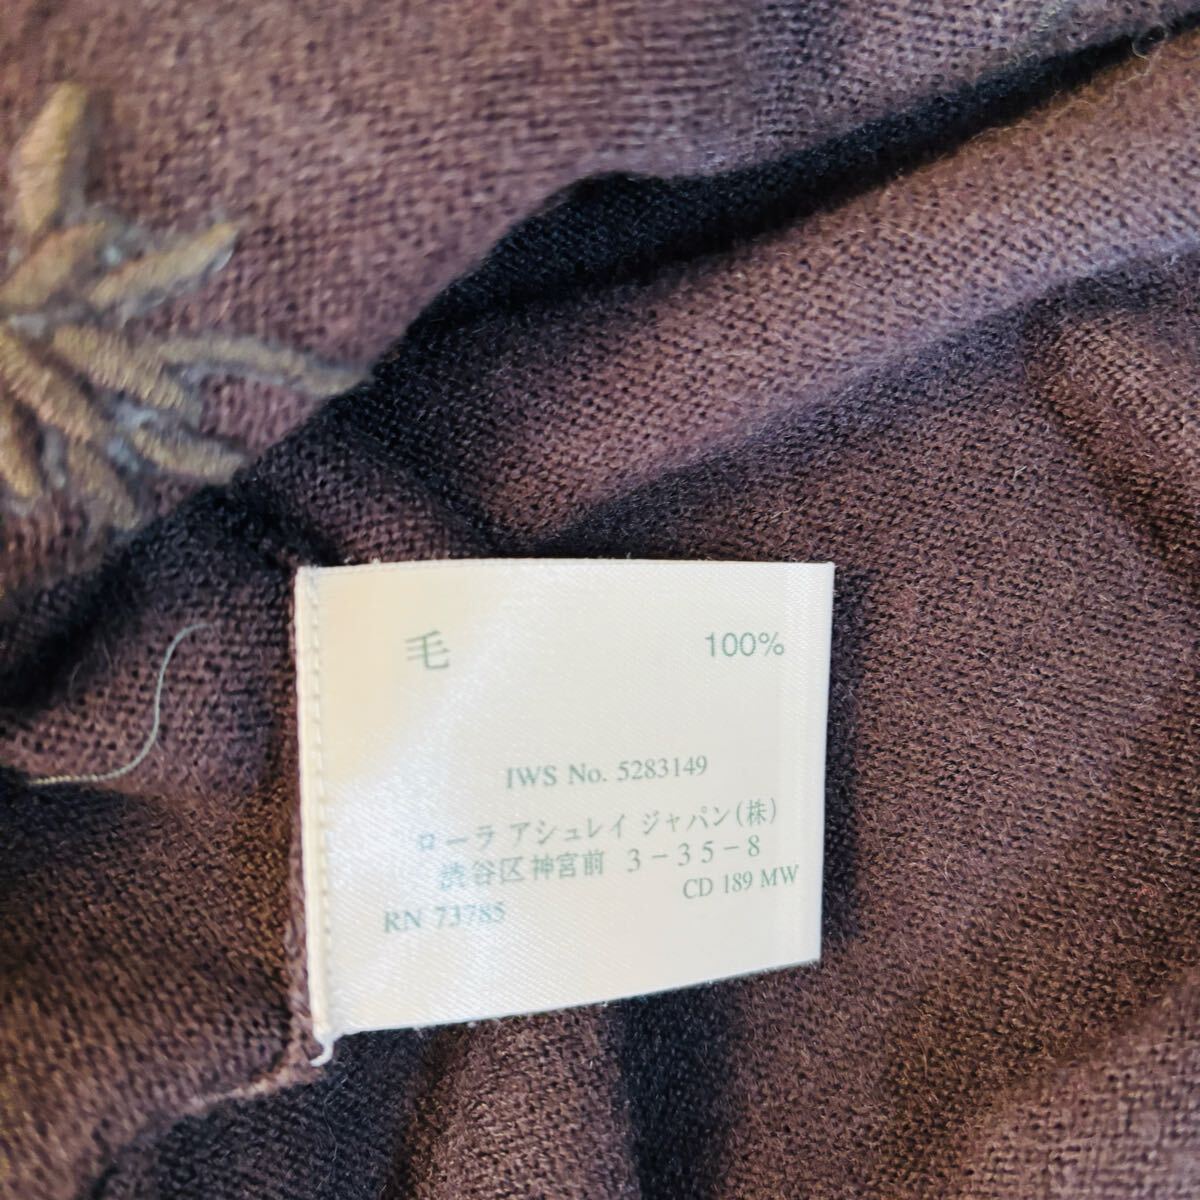 毛 100%
IWS No. 5283149
ローラ アシュレイ ジャパン(株)
渋谷区神宮前 3-35-8
CD 189 MW
RN 73785